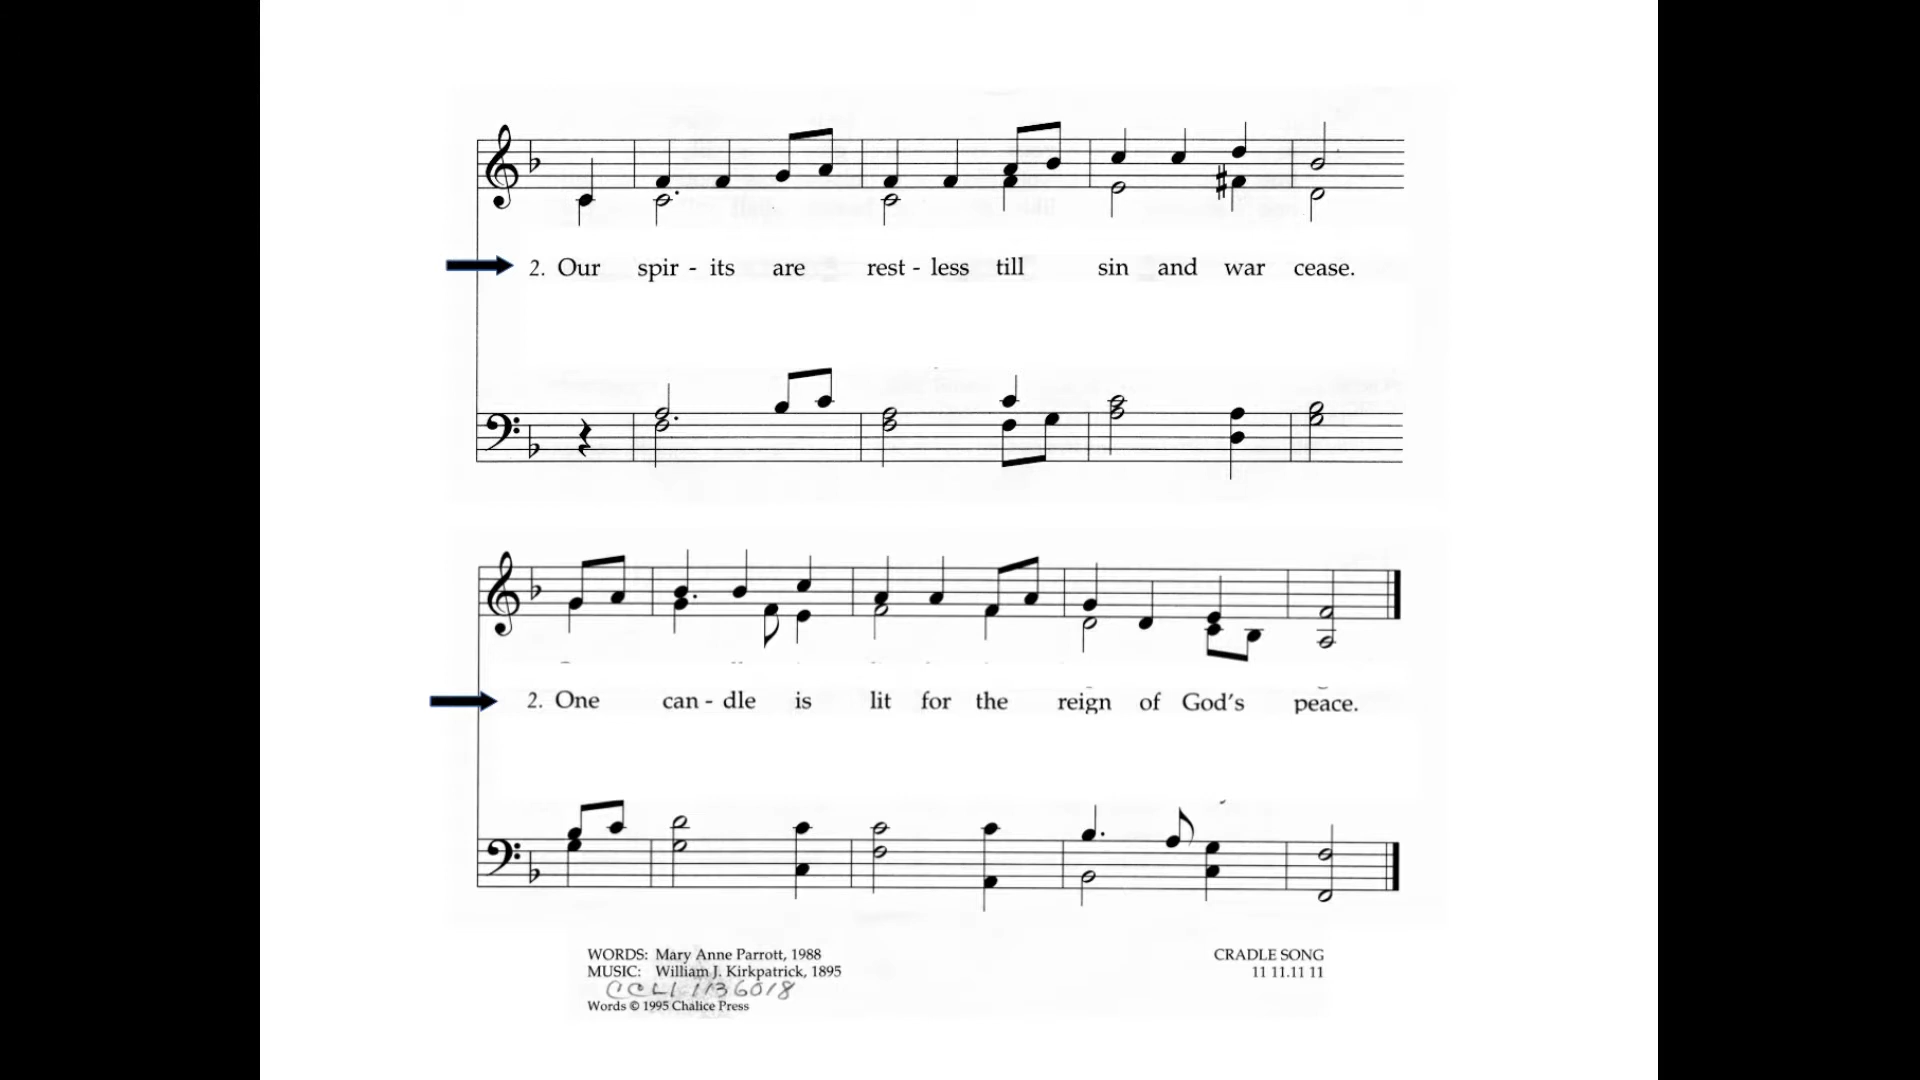 2. Our spir - its are rest - less till sin and war cease.
2. One can - dle is lit for the reign of God's peace.
WORDS: Mary Anne Parrott, 1988
MUSIC: William J. Kirkpatrick, 1895
CCLI 1136018
Words © 1995 Chalice Press
CRADLE SONG
11 11.11 11